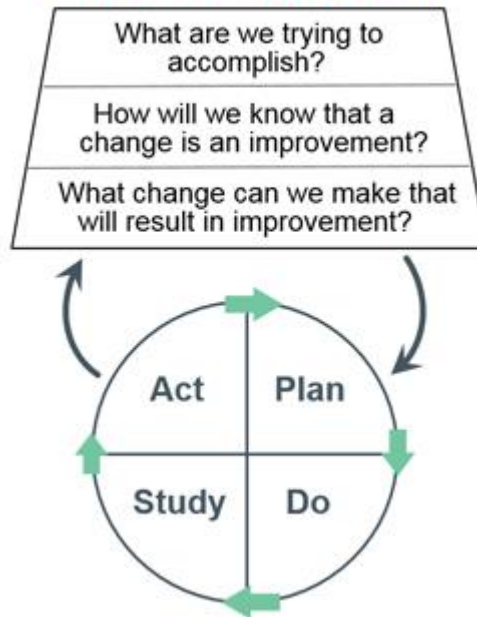 What are we trying to
accomplish?
How will we know that a
change is an improvement?
What change can we make that
will result in improvement?
Act
Plan
Study
Do